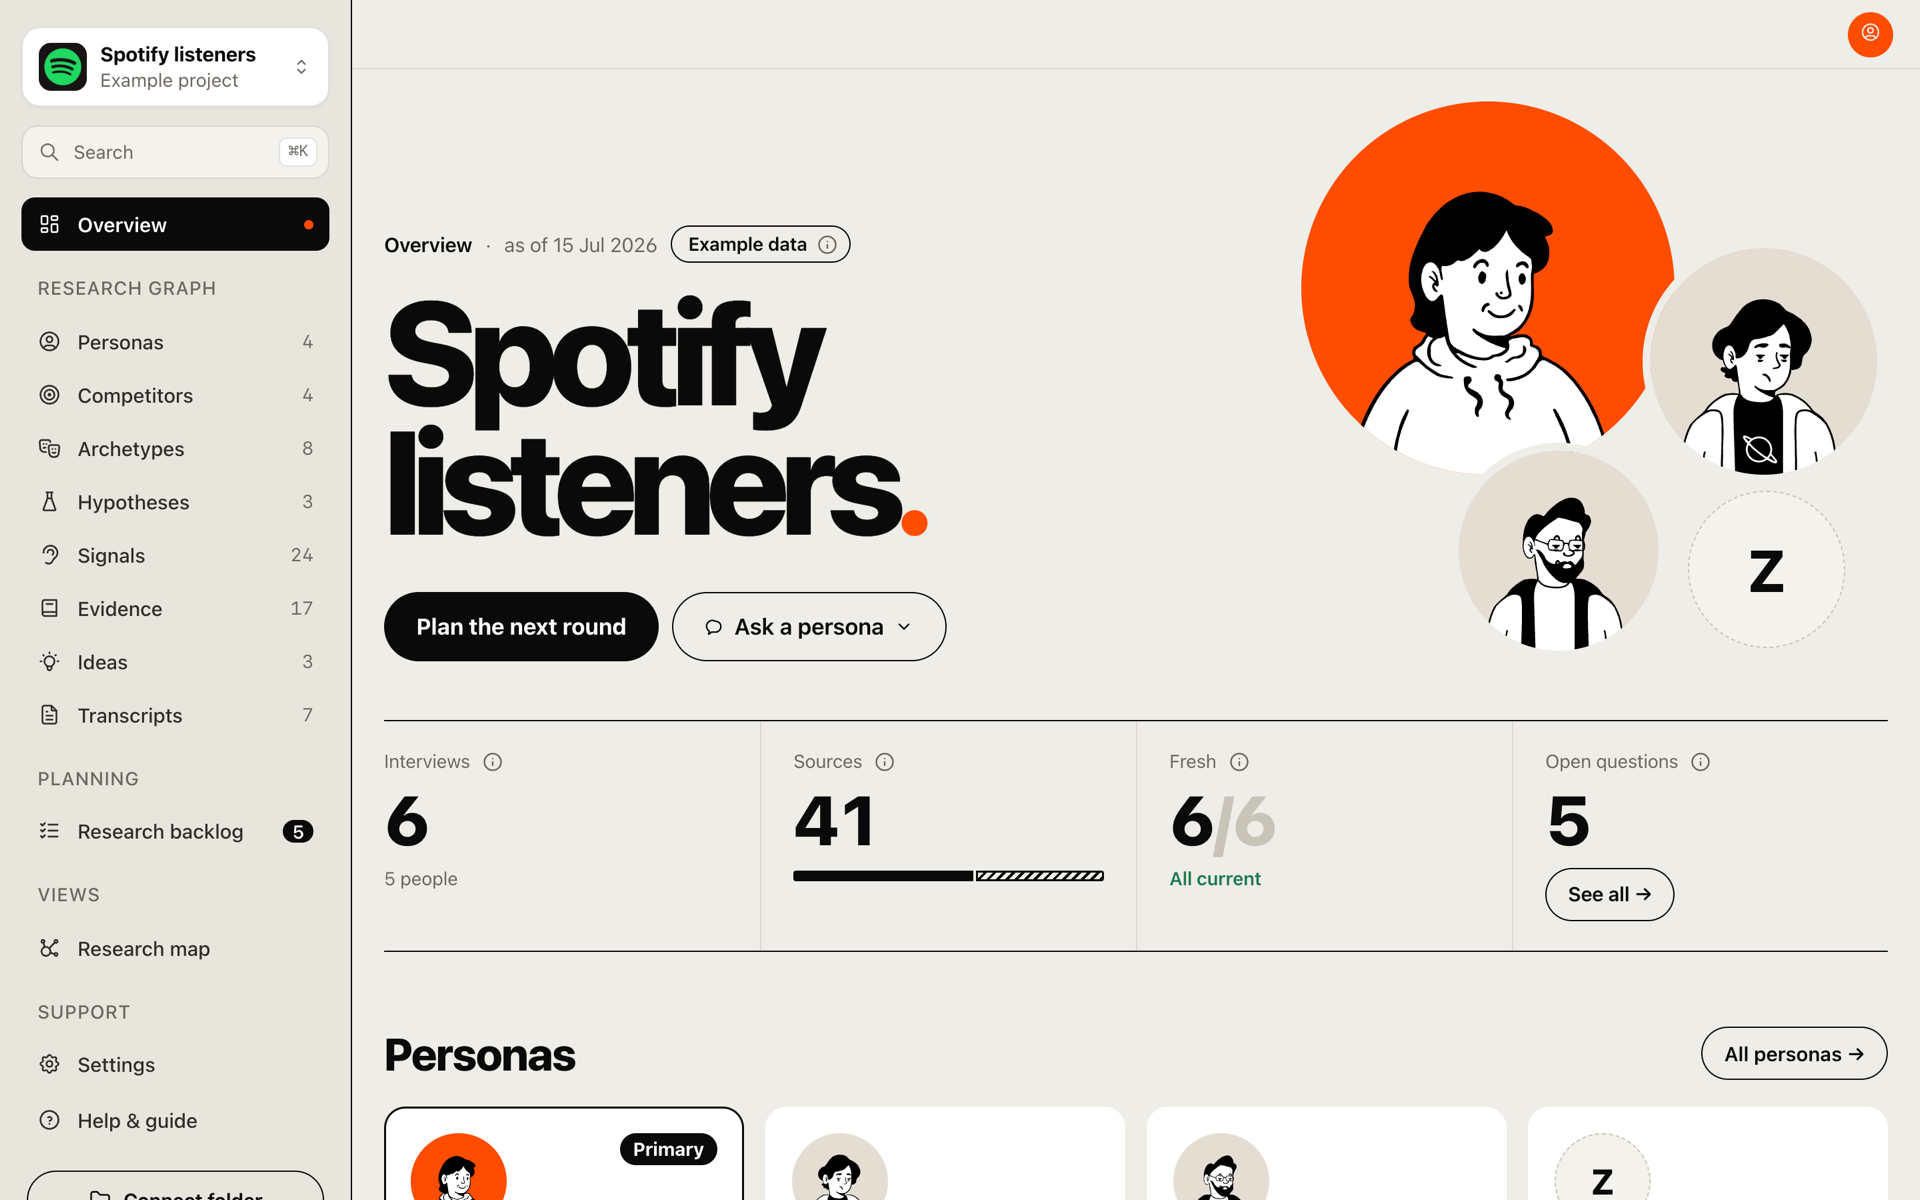 Spotify listeners
Example project
Search
⌘K
Overview
RESEARCH GRAPH
Personas 4
Competitors 4
Archetypes 8
Hypotheses 3
Signals 24
Evidence 17
Ideas 3
Transcripts 7
PLANNING
Research backlog 5
VIEWS
Research map
SUPPORT
Settings
Help & guide
Connect folder
Overview · as of 15 Jul 2026 Example data
Spotify
listeners.
Plan the next round
Ask a persona
Z
Interviews
6
5 people
Sources
41
Fresh
6/6
All current
Open questions
5
See all →
Personas
All personas →
Primary
Z